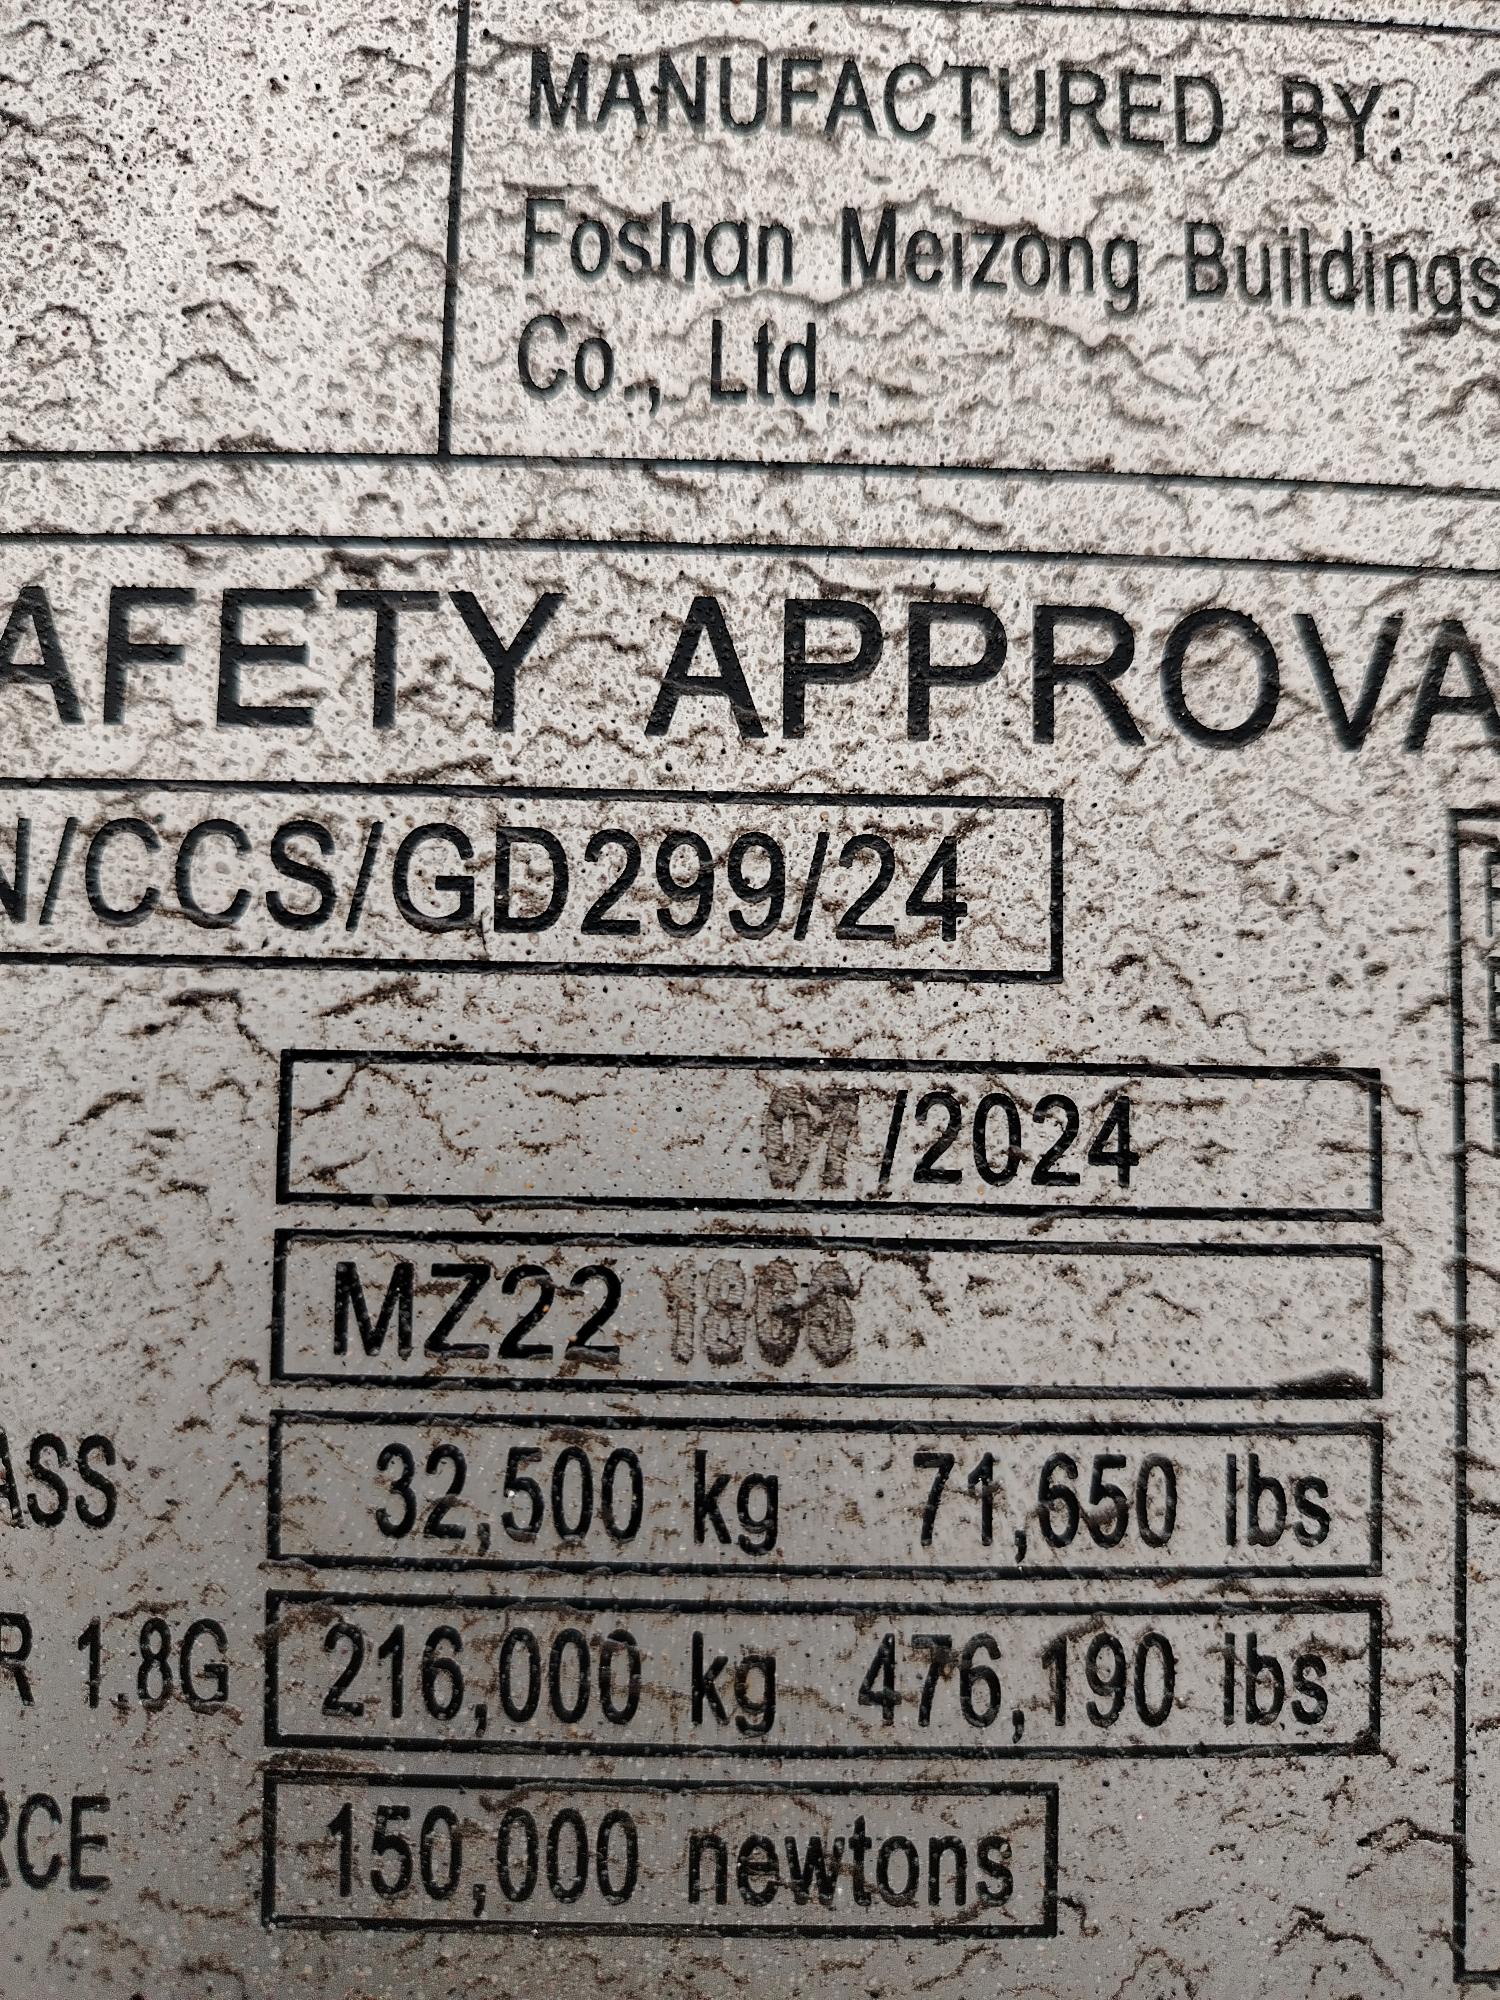 MANUFACTURED BY:
Foshan Meizong Buildings
Co., Ltd.
AFETY APPROVA
N/CCS/GD299/24
07/2024
MZ22
ASS 32,500 kg 71,650 lbs
R 1.8G 216,000 kg 476,190 lbs
RCE 150,000 newtons